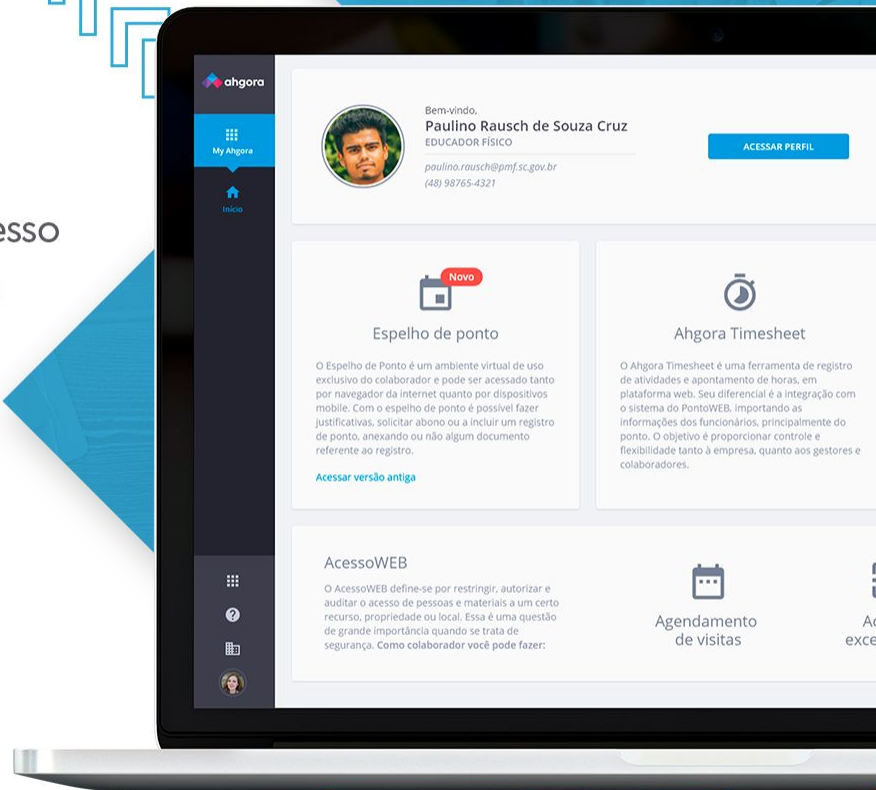 ahgora
My Ahgora
Início
Bem-vindo,
Paulino Rausch de Souza Cruz
EDUCADOR FÍSICO
paulino.rausch@pmf.sc.gov.br
(48) 98765-4321
ACESSAR PERFIL
esso
Novo
Espelho de ponto
O Espelho de Ponto é um ambiente virtual de uso
exclusivo do colaborador e pode ser acessado tanto
por navegador da internet quanto por dispositivos
mobile. Com o espelho de ponto é possível fazer
justificativas, solicitar abono ou a incluir um registro
de ponto, anexando ou não algum documento
referente ao registro.
Acessar versão antiga
Ahgora Timesheet
O Ahgora Timesheet é uma ferramenta de registro
de atividades e apontamento de horas, em
plataforma web. Seu diferencial é a integração com
o sistema do PontoWEB, importando as
informações dos funcionários, principalmente do
ponto. O objetivo é proporcionar controle e
flexibilidade tanto à empresa, quanto aos gestores e
colaboradores.
AcessoWEB
O AcessoWEB define-se por restringir, autorizar e
auditar o acesso de pessoas e materiais a um certo
recurso, propriedade ou local. Essa é uma questão
de grande importância quando se trata de
segurança. Como colaborador você pode fazer:
Agendamento
de visitas
Ac
exce